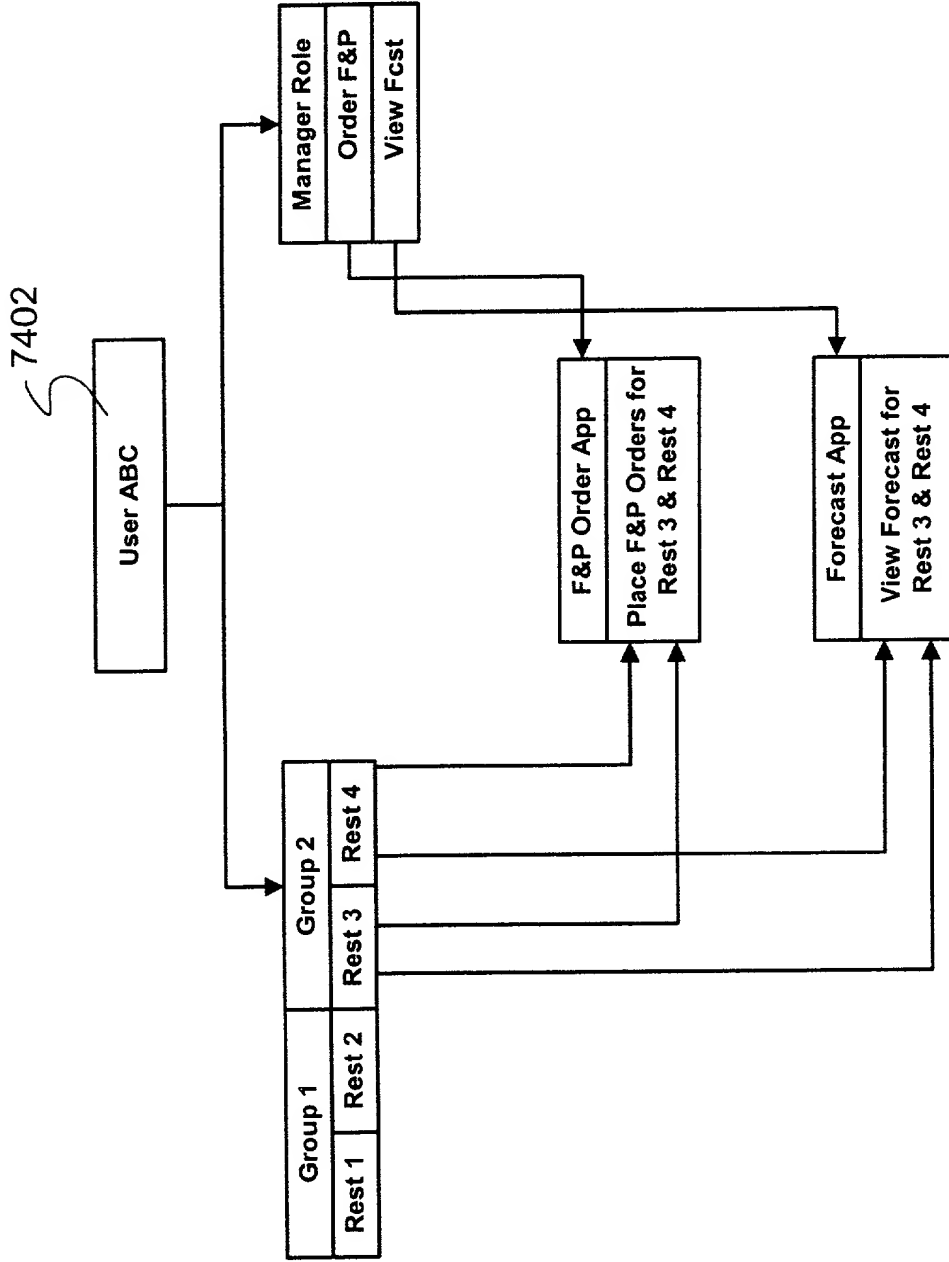 7402
User ABC
Group 1
Group 2
Rest 1
Rest 2
Rest 3
Rest 4
Manager Role
Order F&P
View Fcst
F&P Order App
Place F&P Orders for
Rest 3 & Rest 4
Forecast App
View Forecast for
Rest 3 & Rest 4